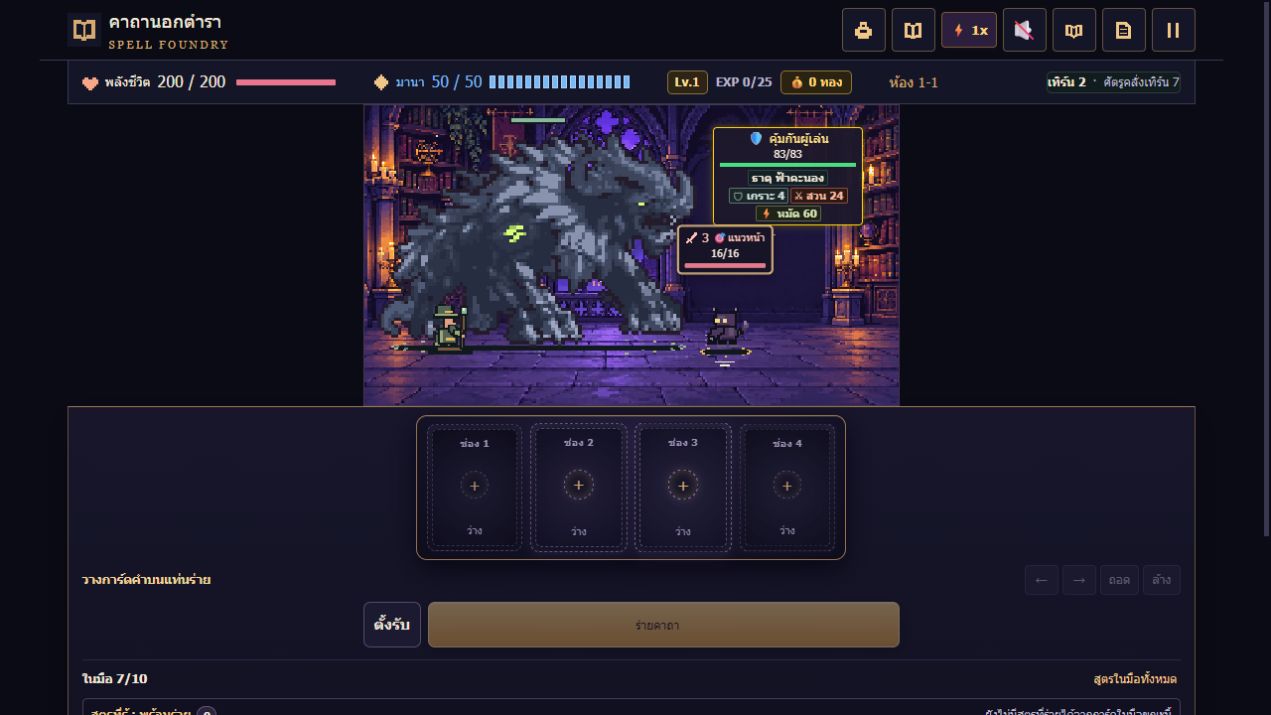 คาถานอกตำรา
SPELL FOUNDRY
1x
พลังชีวิต 200 / 200
มานา 50 / 50
Lv.1 EXP 0/25 0 ทอง
ห้อง 1-1
เทิร์น 2 · ศัตรูคลั่งเทิร์น 7
คุ้มกันผู้เล่น
83/83
ธาตุ ฟ้าคะนอง
เกราะ 4 สวน 24
หมัด 60
3 แนวหน้า
16/16
ช่อง 1 ช่อง 2 ช่อง 3 ช่อง 4
+ + + +
ว่าง ว่าง ว่าง ว่าง
วางการ์ดคำบนแท่นร่าย
← → ถอด ล้าง
ตั้งรับ ร่ายคาถา
ในมือ 7/10
สูตรในมือทั้งหมด